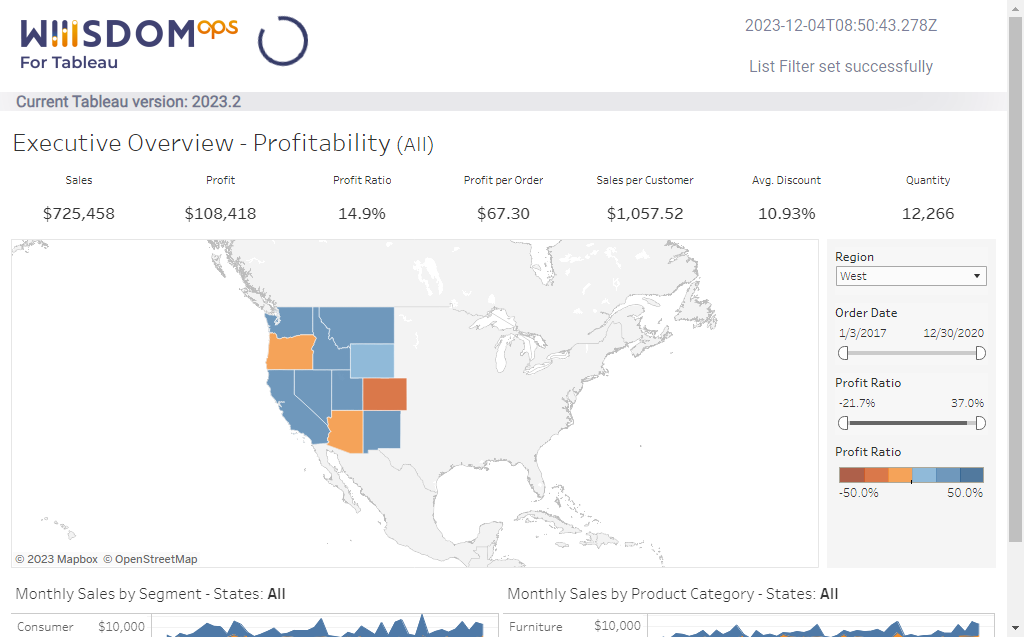 WIIISDOM ops
For Tableau
2023-12-04T08:50:43.278Z
List Filter set successfully
Current Tableau version: 2023.2
Executive Overview - Profitability (All)
Sales Profit Profit Ratio Profit per Order Sales per Customer Avg. Discount Quantity
$725,458 $108,418 14.9% $67.30 $1,057.52 10.93% 12,266
Region
West
Order Date
1/3/2017 12/30/2020
Profit Ratio
-21.7% 37.0%
Profit Ratio
-50.0% 50.0%
© 2023 Mapbox © OpenStreetMap
Monthly Sales by Segment - States: All
Monthly Sales by Product Category - States: All
Consumer $10,000
Furniture $10,000